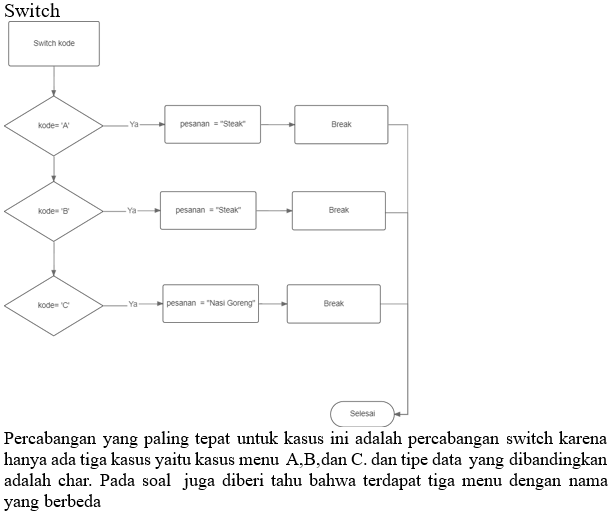 Switch
Switch kode
kode= 'A'
Ya
pesanan = "Steak"
Break
kode= 'B'
Ya
pesanan = "Steak"
Break
kode= 'C'
Ya
pesanan = "Nasi Goreng"
Break
Selesai
Percabangan yang paling tepat untuk kasus ini adalah percabangan switch karena
hanya ada tiga kasus yaitu kasus menu A,B,dan C. dan tipe data yang dibandingkan
adalah char. Pada soal juga diberi tahu bahwa terdapat tiga menu dengan nama
yang berbeda